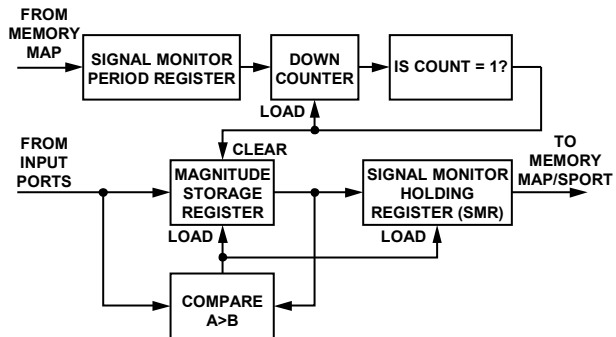 FROM
MEMORY
MAP
SIGNAL MONITOR
PERIOD REGISTER
DOWN
COUNTER
IS COUNT = 1?
LOAD
FROM
INPUT
PORTS
CLEAR
MAGNITUDE
STORAGE
REGISTER
SIGNAL MONITOR
HOLDING
REGISTER (SMR)
TO
MEMORY
MAP/SPORT
LOAD
LOAD
COMPARE
A>B